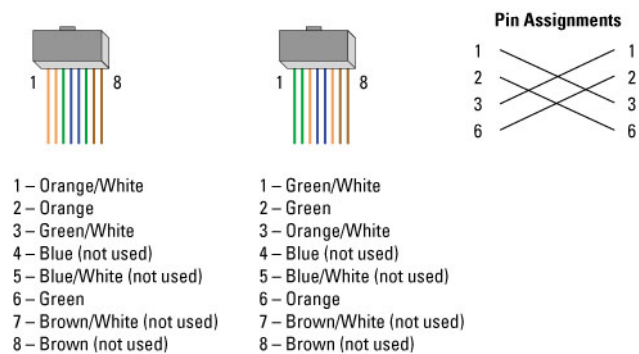 Pin Assignments
1 8
1 8
1 1
2 2
3 3
6 6
1 – Orange/White
2 – Orange
3 – Green/White
4 – Blue (not used)
5 – Blue/White (not used)
6 – Green
7 – Brown/White (not used)
8 – Brown (not used)
1 – Green/White
2 – Green
3 – Orange/White
4 – Blue (not used)
5 – Blue/White (not used)
6 – Orange
7 – Brown/White (not used)
8 – Brown (not used)